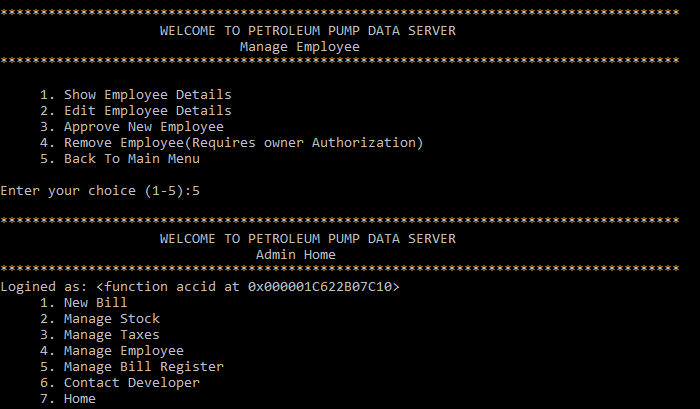 *************************************************************************************
WELCOME TO PETROLEUM PUMP DATA SERVER
Manage Employee
*************************************************************************************
1. Show Employee Details
2. Edit Employee Details
3. Approve New Employee
4. Remove Employee(Requires owner Authorization)
5. Back To Main Menu
Enter your choice (1-5):5
*************************************************************************************
WELCOME TO PETROLEUM PUMP DATA SERVER
Admin Home
*************************************************************************************
Logined as: <function accid at 0x000001C622B07C10>
1. New Bill
2. Manage Stock
3. Manage Taxes
4. Manage Employee
5. Manage Bill Register
6. Contact Developer
7. Home